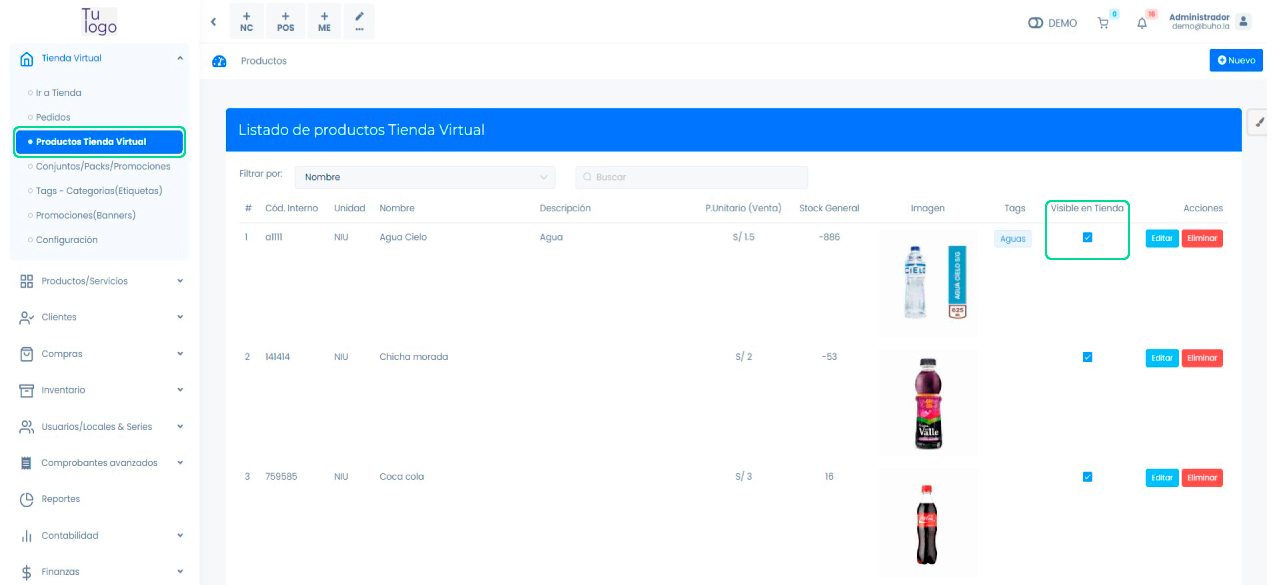 Tu
logo
Tienda Virtual
Ir a Tienda
Pedidos
Productos Tienda Virtual
Conjuntos/Packs/Promociones
Tags - Categorias(Etiquetas)
Promociones(Banners)
Configuración
Productos/Servicios
Clientes
Compras
Inventario
Usuarios/Locales & Series
Comprobantes avanzados
Reportes
Contabilidad
Finanzas
+ NC
+ POS
+ ME
...
DEMO
0
16
Administrador
demo@buho.la
Productos
Nuevo
Listado de productos Tienda Virtual
Filtrar por:
Nombre
Buscar
# Cód. Interno Unidad Nombre Descripción P.Unitario (Venta) Stock General Imagen Tags Visible en Tienda Acciones
1 a1111 NIU Agua Cielo Agua S/ 1.5 -886 Aguas Editar Eliminar
CIELO
AGUA CIELO S/G
625
ML
2 141414 NIU Chicha morada S/ 2 -53 Editar Eliminar
Valle
3 759585 NIU Coca cola S/ 3 16 Editar Eliminar